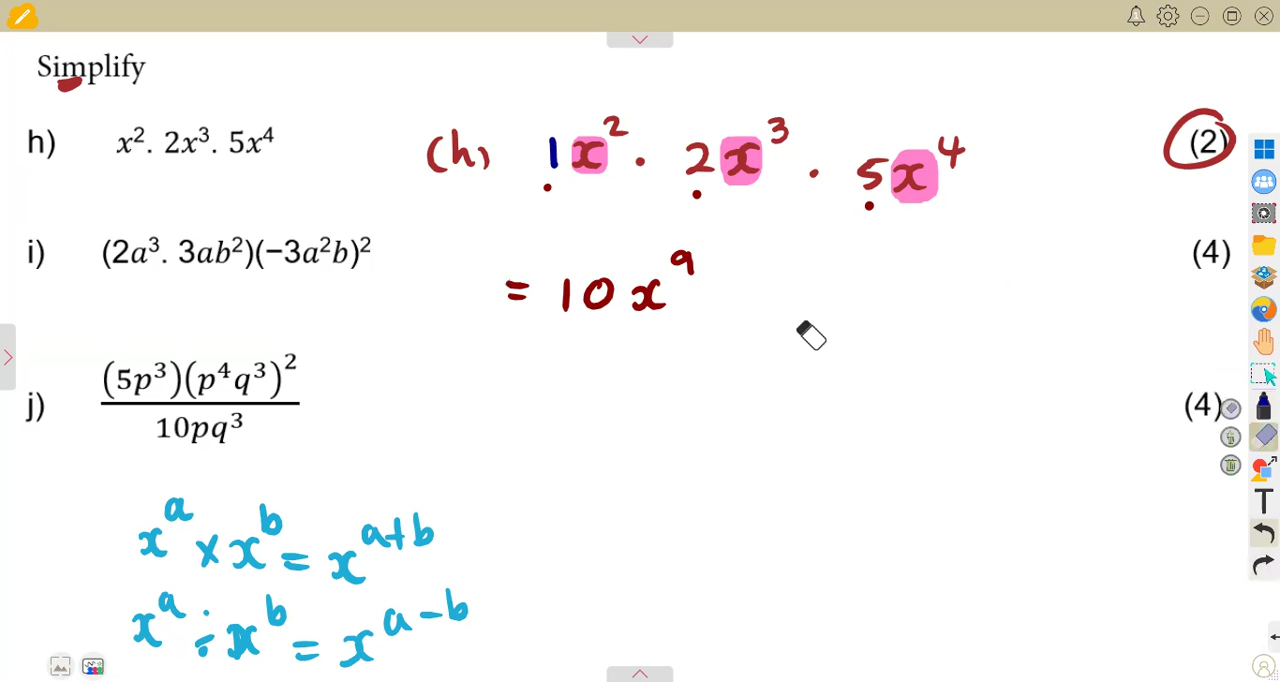 Simplify
h) x². 2x³. 5x⁴ (h) 1x² · 2x³ · 5x⁴ (2)
i) (2a³. 3ab²)(−3a²b)² (4)
= 10x⁹
j) (5p³)(p⁴q³)² / 10pq³ (4)
xᵃ × xᵇ = xᵃ⁺ᵇ
xᵃ ÷ xᵇ = xᵃ⁻ᵇ
T